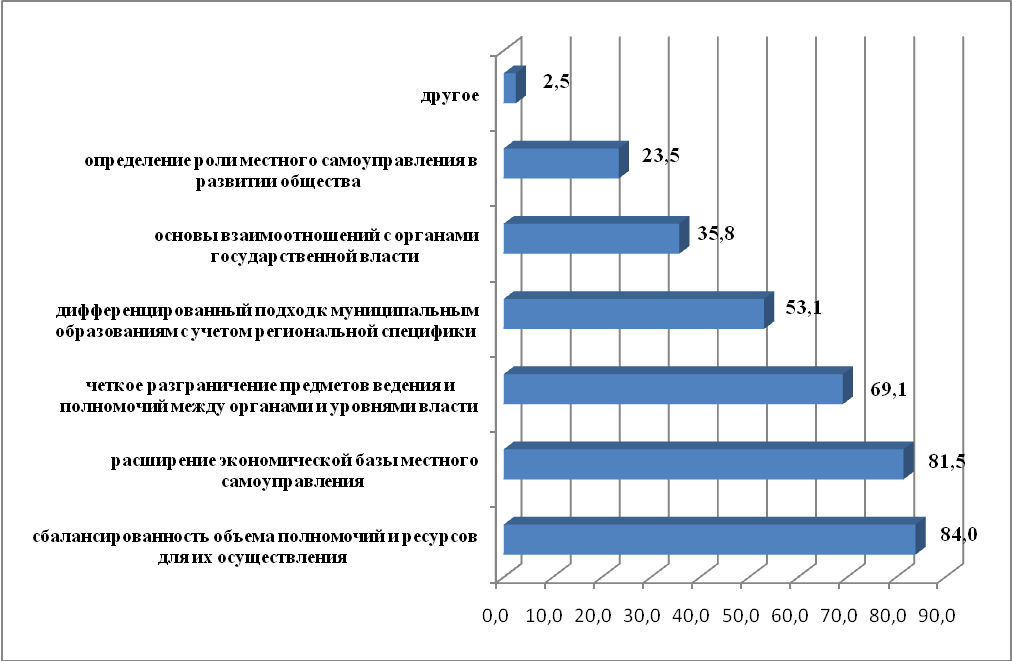 другое
2,5
определение роли местного самоуправления в
развитии общества
23,5
основы взаимоотношений с органами
государственной власти
35,8
дифференцированный подход к муниципальным
образованиям с учетом региональной специфики
53,1
четкое разграничение предметов ведения и
полномочий между органами и уровнями власти
69,1
расширение экономической базы местного
самоуправления
81,5
сбалансированность объема полномочий и ресурсов
для их осуществления
84,0
0,0 10,0 20,0 30,0 40,0 50,0 60,0 70,0 80,0 90,0